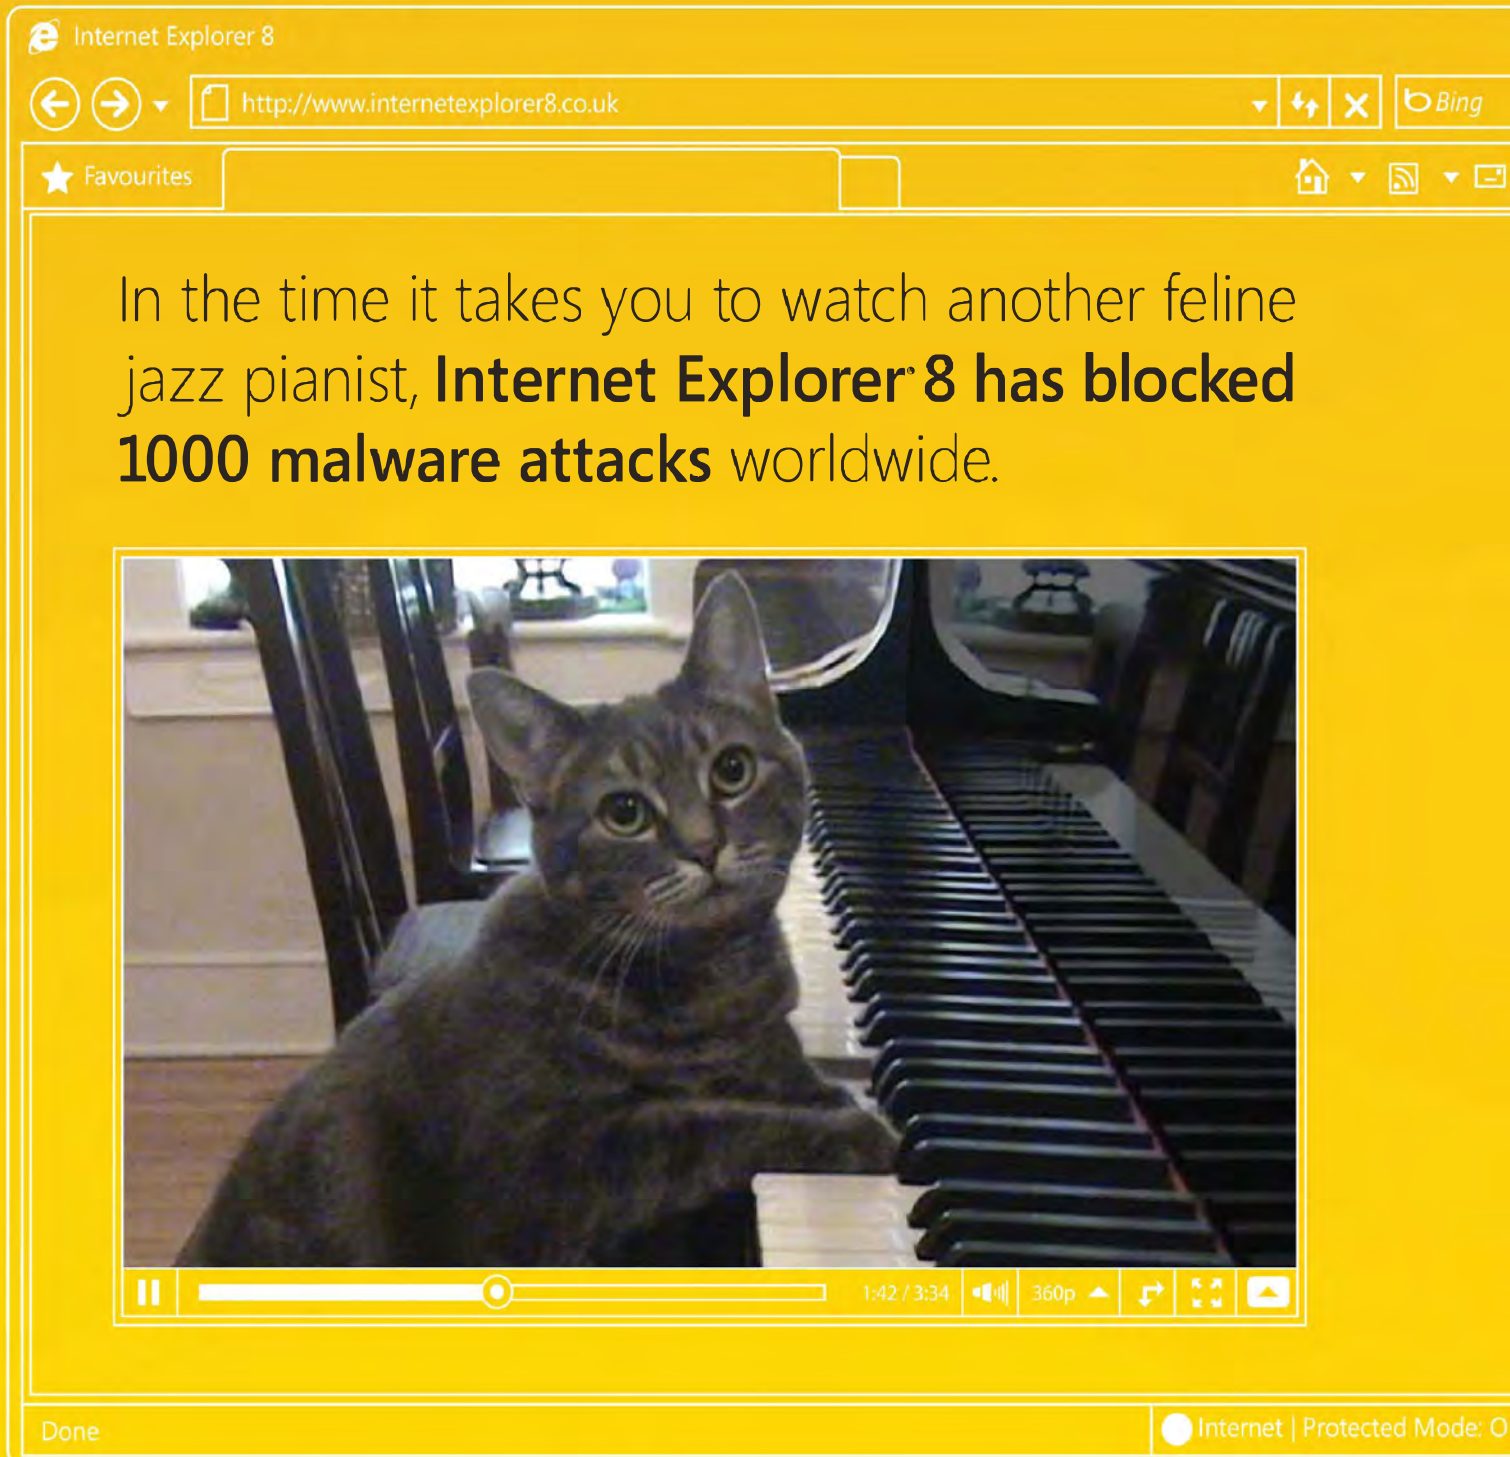 Internet Explorer 8
http://www.internetexplorer8.co.uk
Bing
Favourites
In the time it takes you to watch another feline
jazz pianist, Internet Explorer® 8 has blocked
1000 malware attacks worldwide.
1:42 / 3:34 360p
Done
Internet | Protected Mode: O